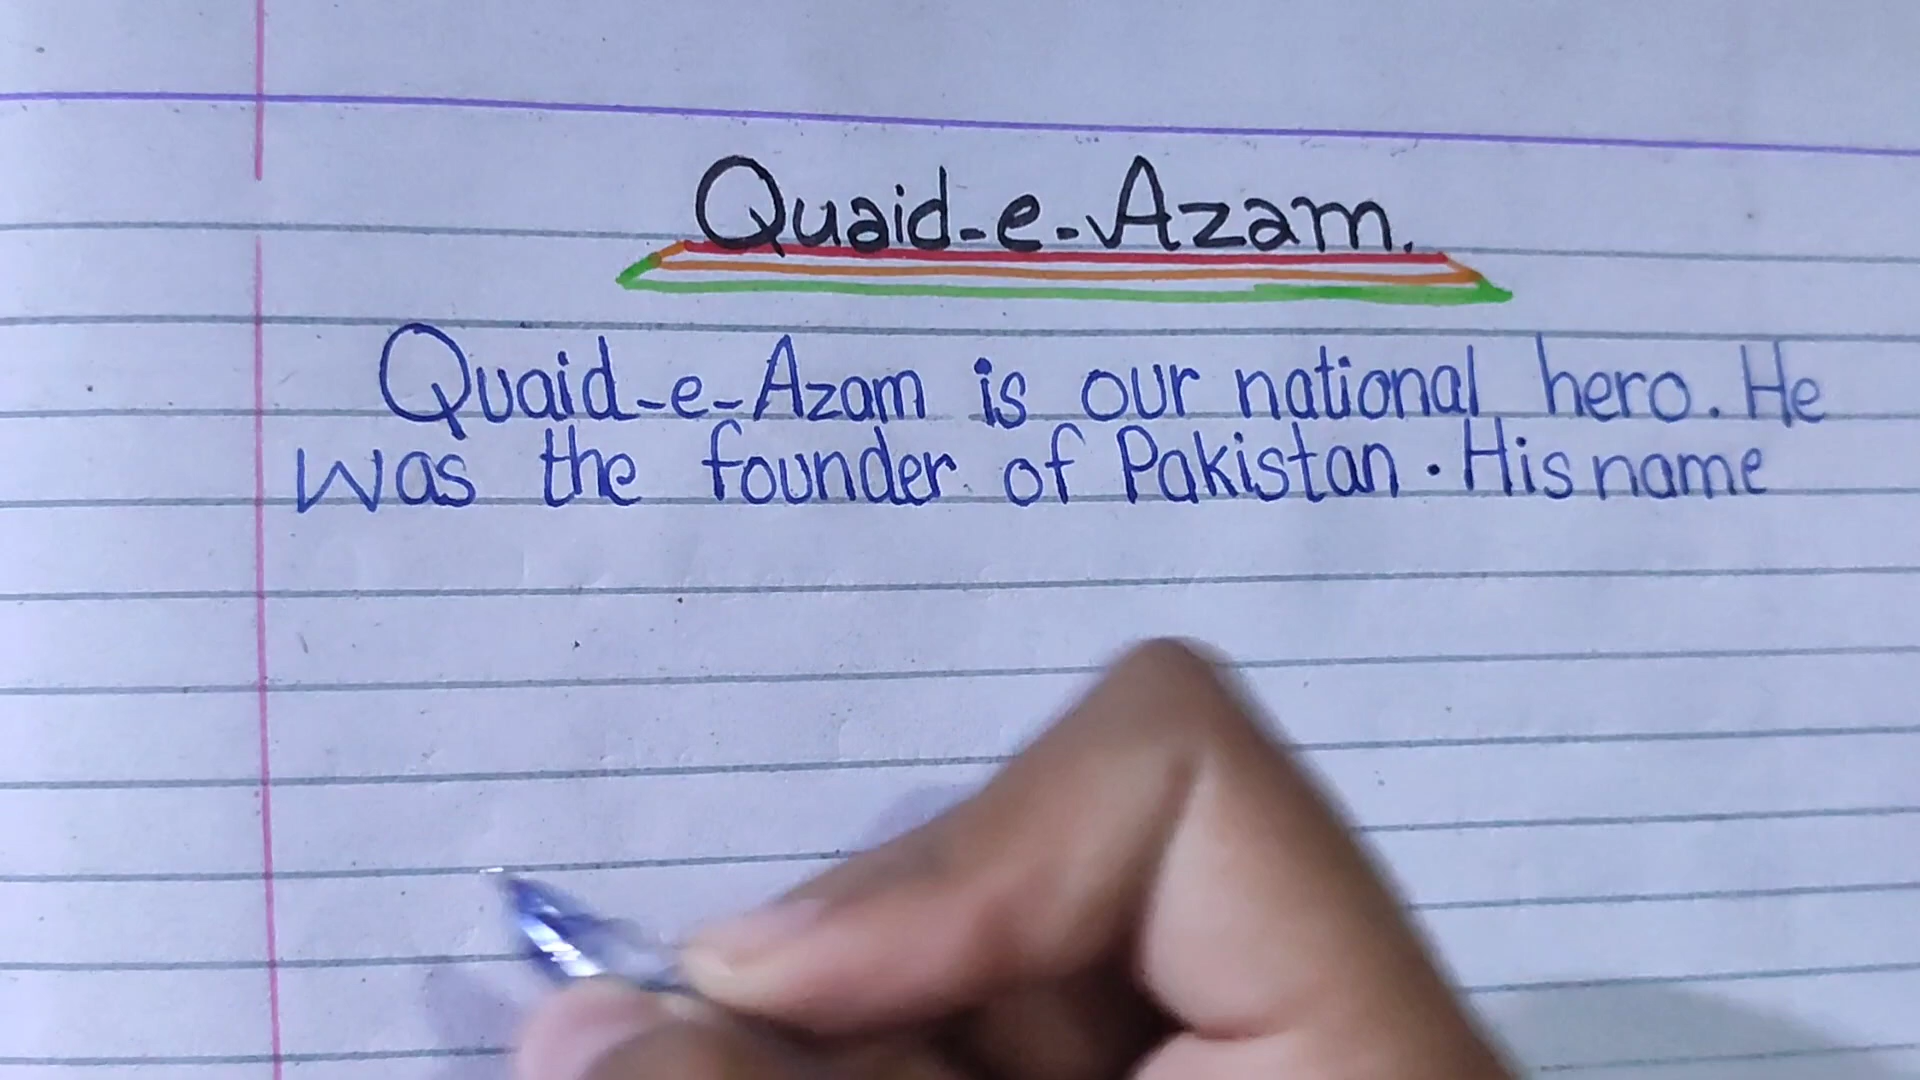 Quaid-e-Azam.
Quaid-e-Azam is our national hero. He
was the founder of Pakistan. His name